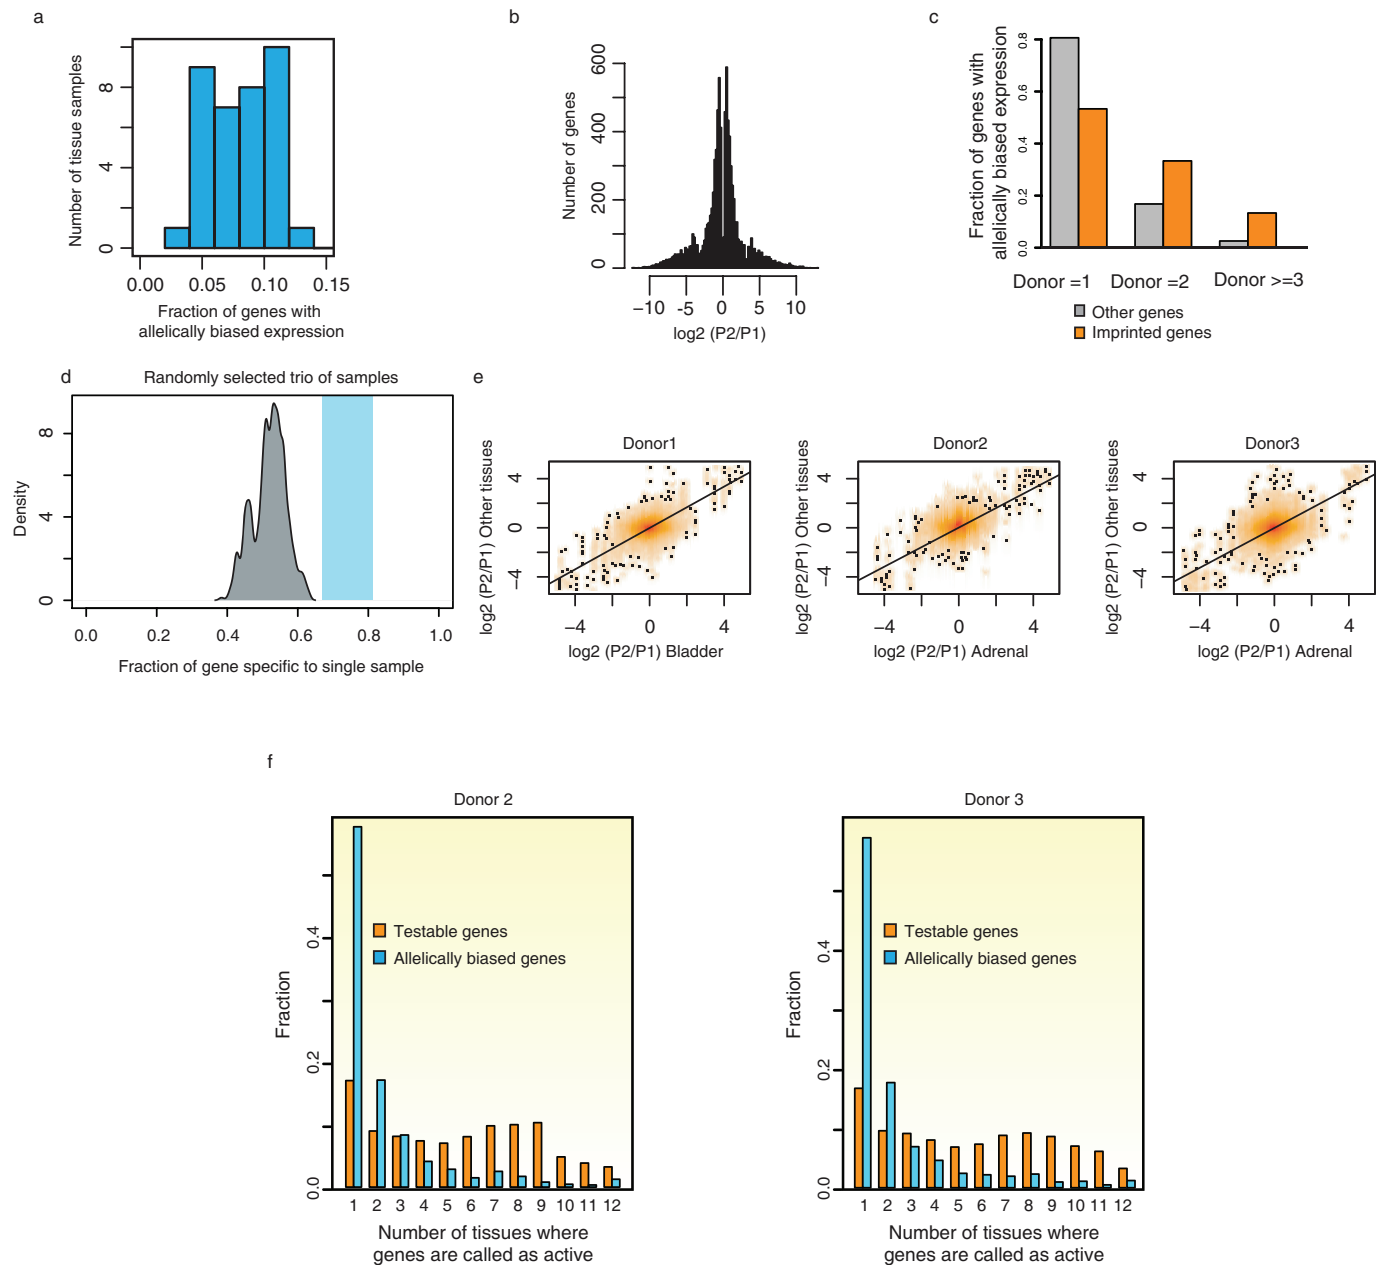 a
Number of tissue samples
0
4
8
0.00
0.05
0.10
0.15
Fraction of genes with
allelically biased expression
b
Number of genes
0
200
400
600
−10
-5
0
5
10
log2 (P2/P1)
c
Fraction of genes with
allelically biased expression
0.0
0.2
0.4
0.6
0.8
Donor =1
Donor =2
Donor >=3
Other genes
Imprinted genes
d
Randomly selected trio of samples
Density
0
4
8
0.0
0.2
0.4
0.6
0.8
1.0
Fraction of gene specific to single sample
e
Donor1
log2 (P2/P1) Other tissues
−4
0
4
−4
0
4
log2 (P2/P1) Bladder
Donor2
log2 (P2/P1) Other tissues
−4
0
4
−4
0
4
log2 (P2/P1) Adrenal
Donor3
log2 (P2/P1) Other tissues
−4
0
4
−4
0
4
log2 (P2/P1) Adrenal
f
Donor 2
Fraction
0.0
0.2
0.4
Testable genes
Allelically biased genes
1 2 3 4 5 6 7 8 9 10 11 12
Number of tissues where
genes are called as active
Donor 3
Fraction
0.0
0.2
0.4
Testable genes
Allelically biased genes
1 2 3 4 5 6 7 8 9 10 11 12
Number of tissues where
genes are called as active